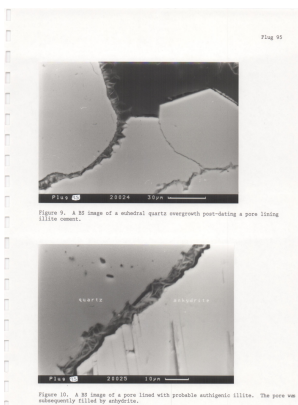 Plug 65
Plug 65 20024 30µm
Figure 9. A BS image of a euhedral quartz overgrowth post-dating a pore lining
illite cement.
quartz anhydrite
Plug 65 20025 10µm
Figure 10. A BS image of a pore lined with probable authigenic illite. The pore was
subsequently filled by anhydrite.